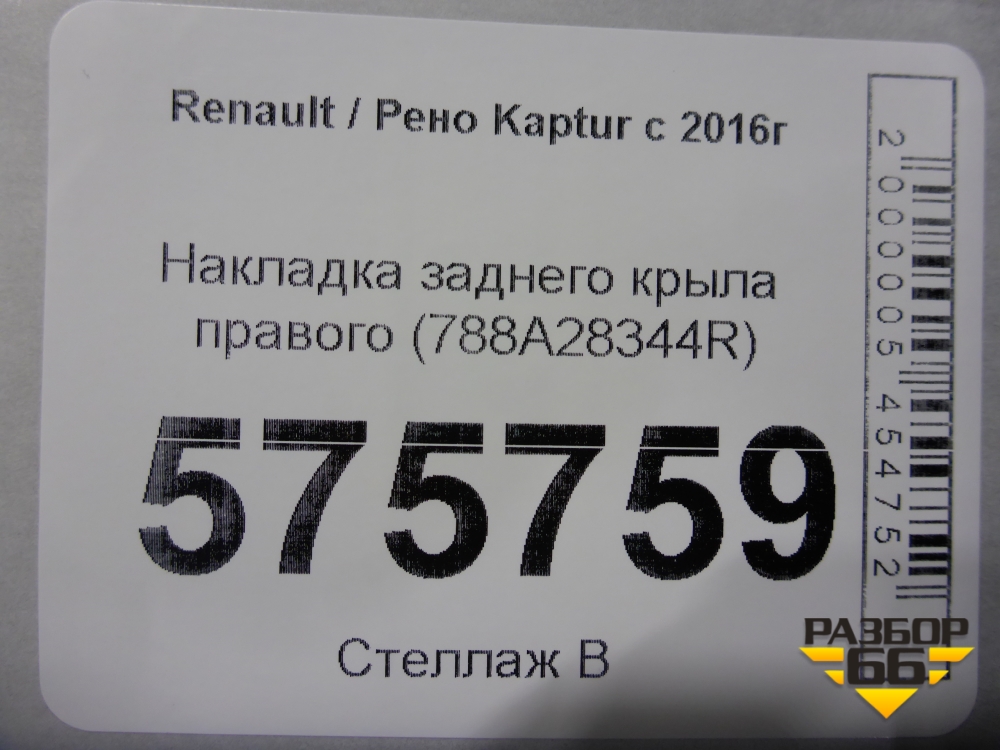 Renault / Рено Kaptur с 2016г
Накладка заднего крыла
правого (788A28344R)
575759
Стеллаж В
2000005454752
РАЗБОР
66